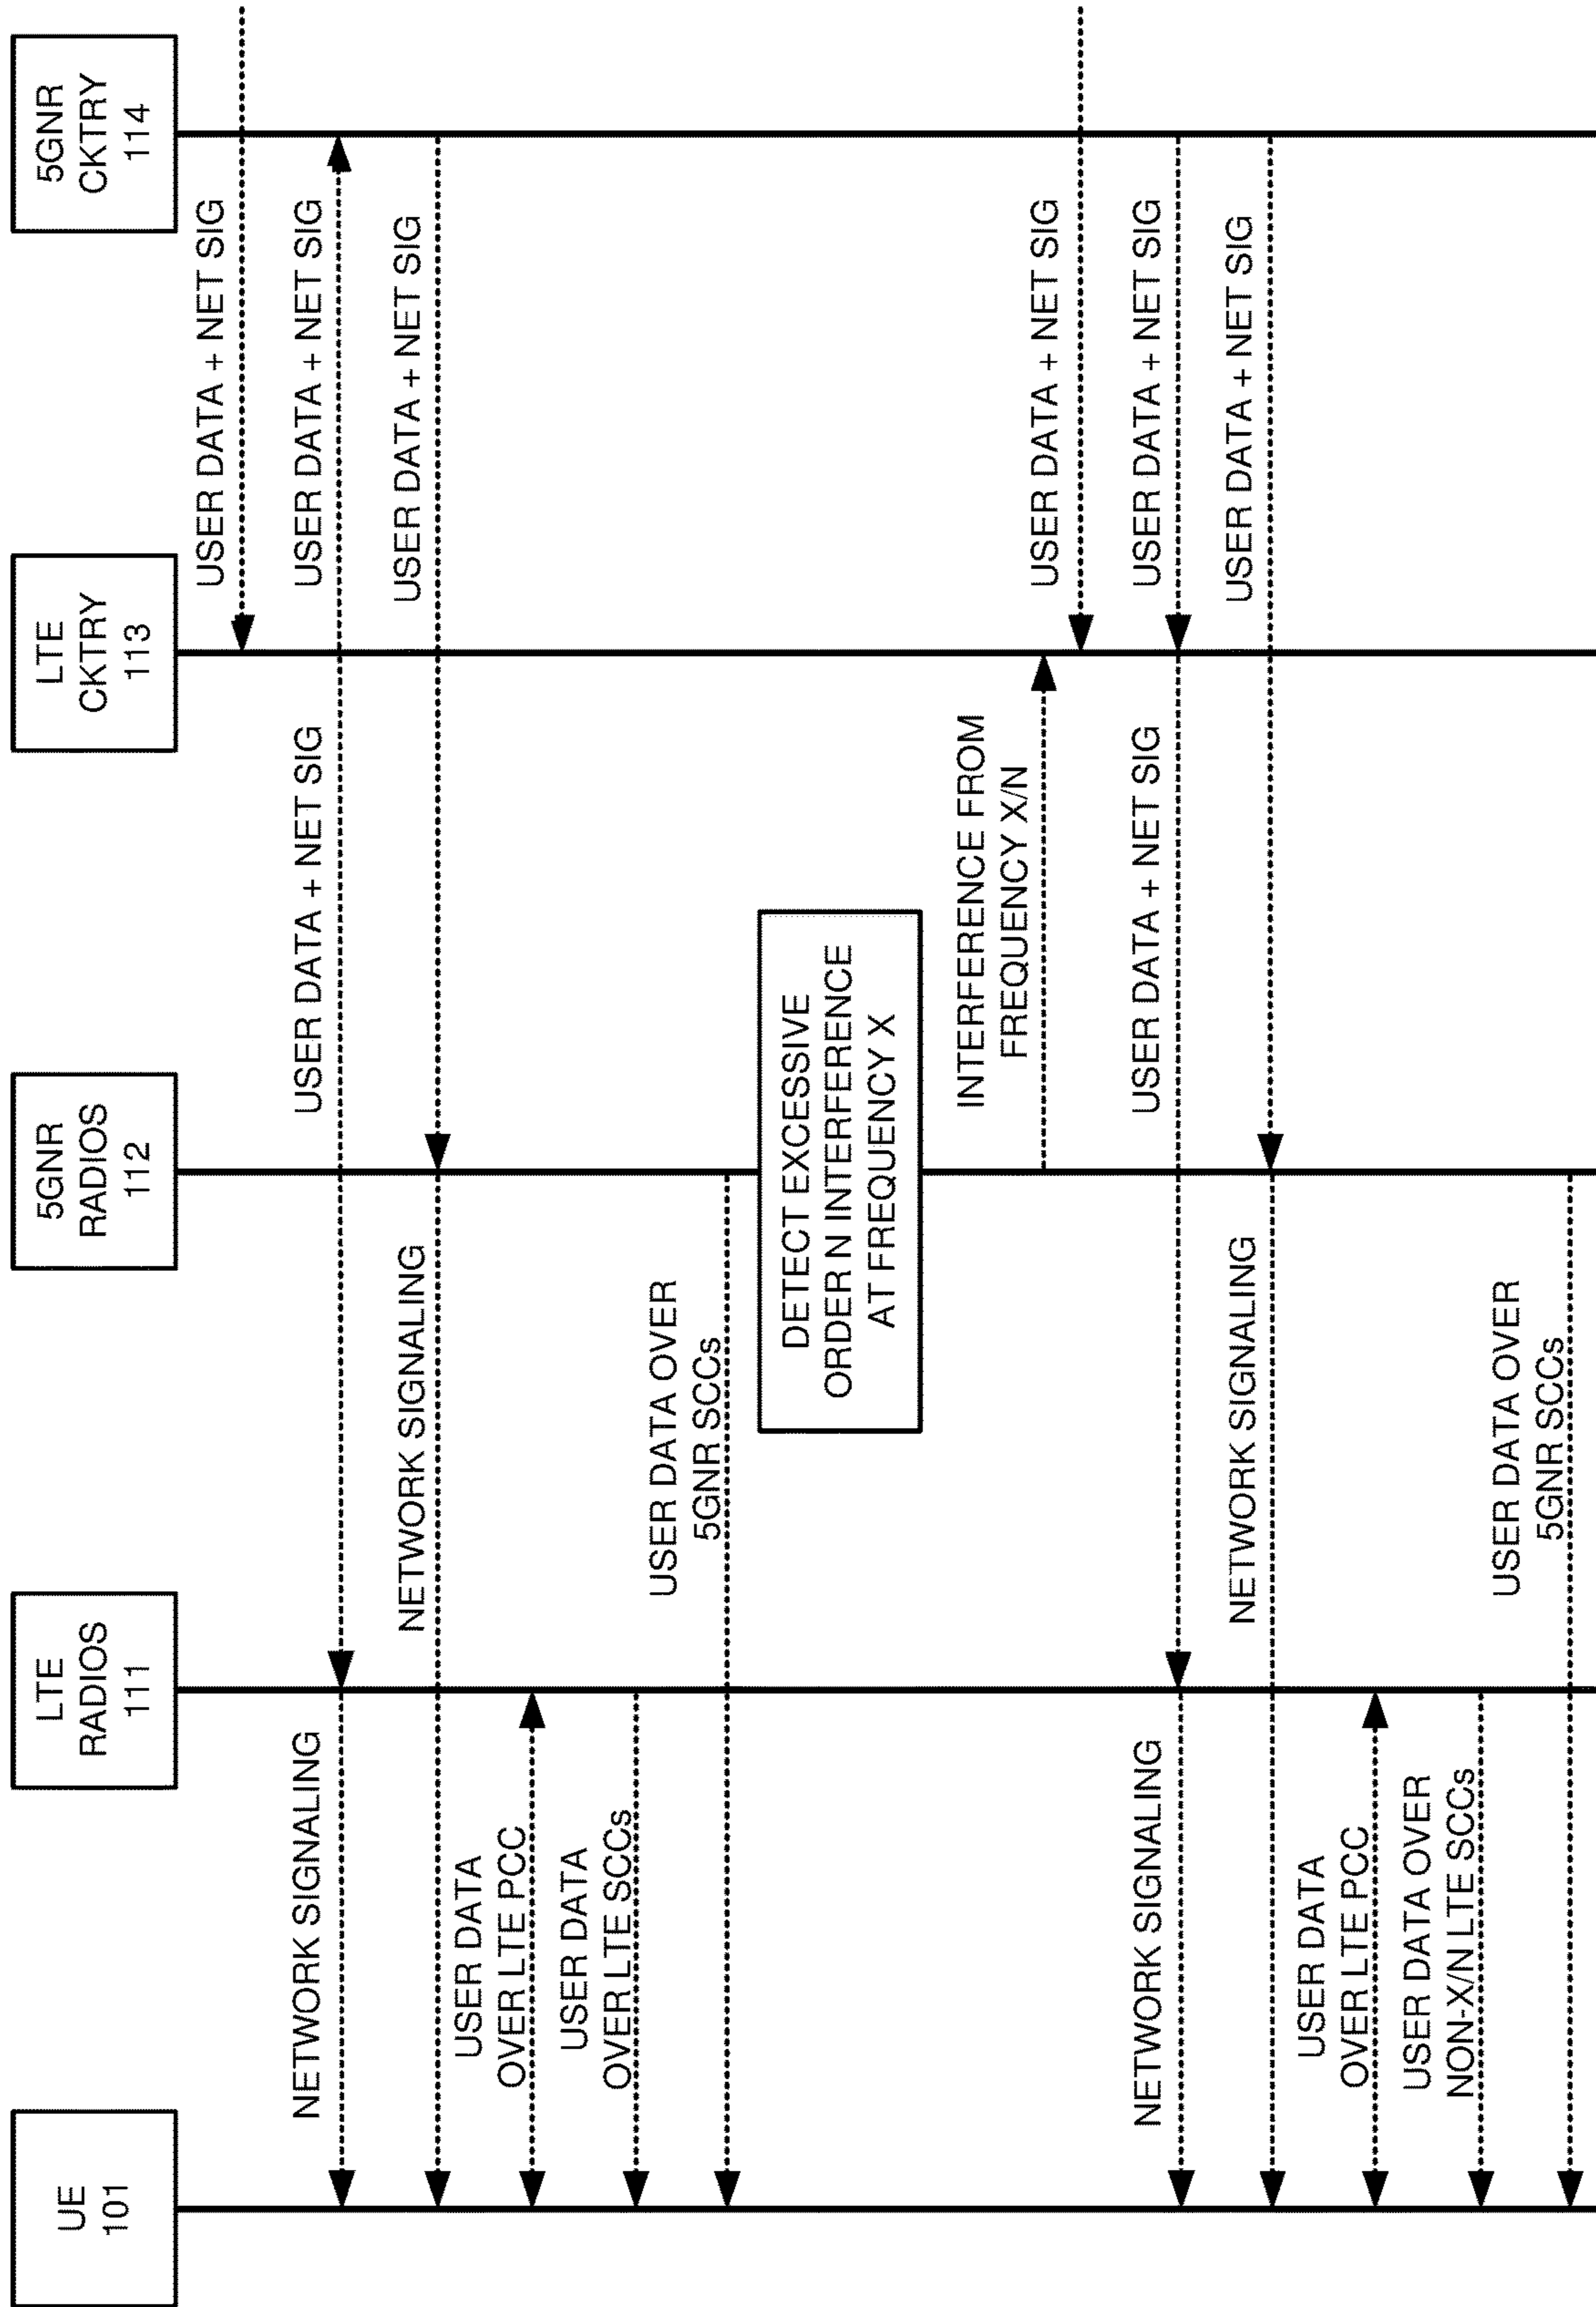 UE
101
LTE
RADIOS
111
5GNR
RADIOS
112
LTE
CKTRY
113
5GNR
CKTRY
114
USER DATA + NET SIG
NETWORK SIGNALING
USER DATA + NET SIG
USER DATA + NET SIG
NETWORK SIGNALING
USER DATA + NET SIG
USER DATA
OVER LTE PCC
USER DATA
OVER LTE SCCs
USER DATA OVER
5GNR SCCs
DETECT EXCESSIVE
ORDER N INTERFERENCE
AT FREQUENCY X
INTERFERENCE FROM
FREQUENCY X/N
USER DATA + NET SIG
NETWORK SIGNALING
USER DATA + NET SIG
USER DATA + NET SIG
NETWORK SIGNALING
USER DATA + NET SIG
USER DATA
OVER LTE PCC
USER DATA OVER
NON-X/N LTE SCCs
USER DATA OVER
5GNR SCCs